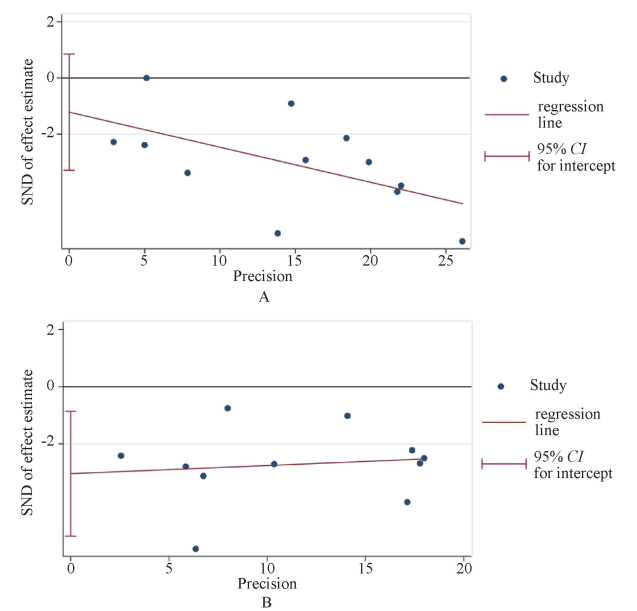 2
0
-2
SND of effect estimate
0
5
10
15
20
25
Precision
A
Study
regression
line
95% CI
for intercept
2
0
-2
SND of effect estimate
0
5
10
15
20
Precision
B
Study
regression
line
95% CI
for intercept